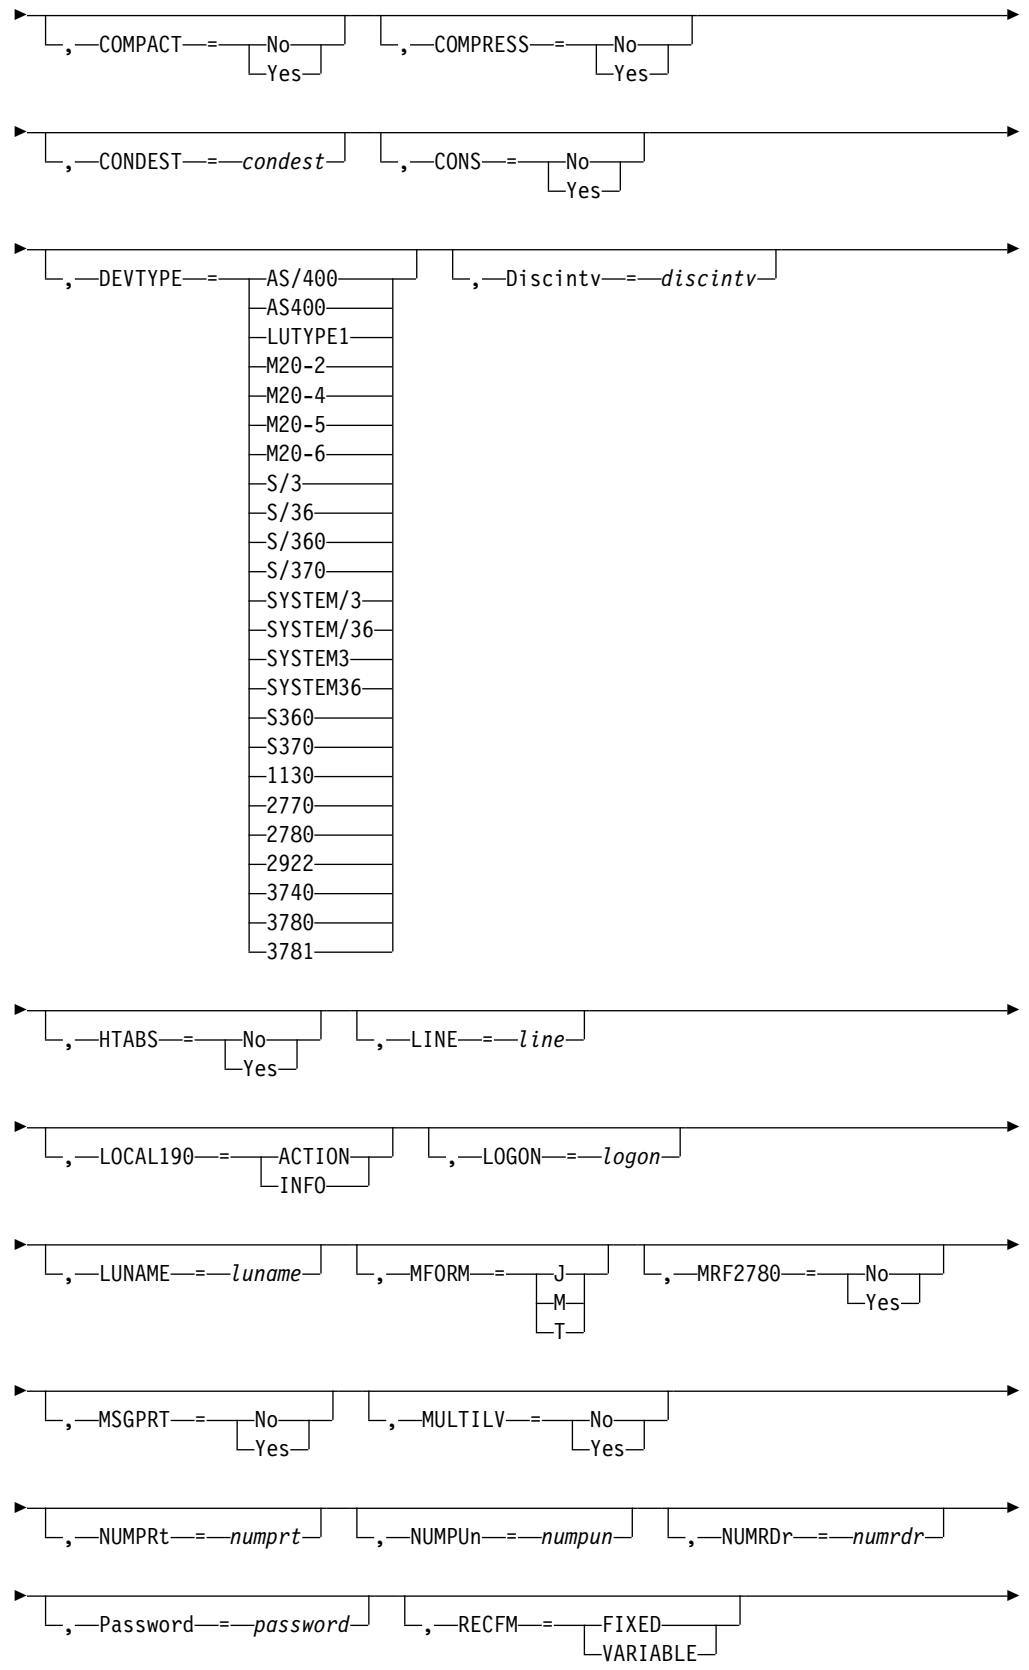 , COMPACT = No , COMPRESS = No
Yes Yes
, CONDEST = condest , CONS = No
Yes
, DEVTYPE = AS/400 , Discintv = discintv
AS400
LUTYPE1
M20-2
M20-4
M20-5
M20-6
S/3
S/36
S/360
S/370
SYSTEM/3
SYSTEM/36
SYSTEM3
SYSTEM36
S360
S370
1130
2770
2780
2922
3740
3780
3781
, HTABS = No , LINE = line
Yes
, LOCAL190 = ACTION , LOGON = logon
INFO
, LUNAME = luname , MFORM = J , MRF2780 = No
M Yes
T
, MSGPRT = No , MULTILV = No
Yes Yes
, NUMPRt = numprt , NUMPUn = numpun , NUMRDr = numrdr
, Password = password , RECFM = FIXED
VARIABLE